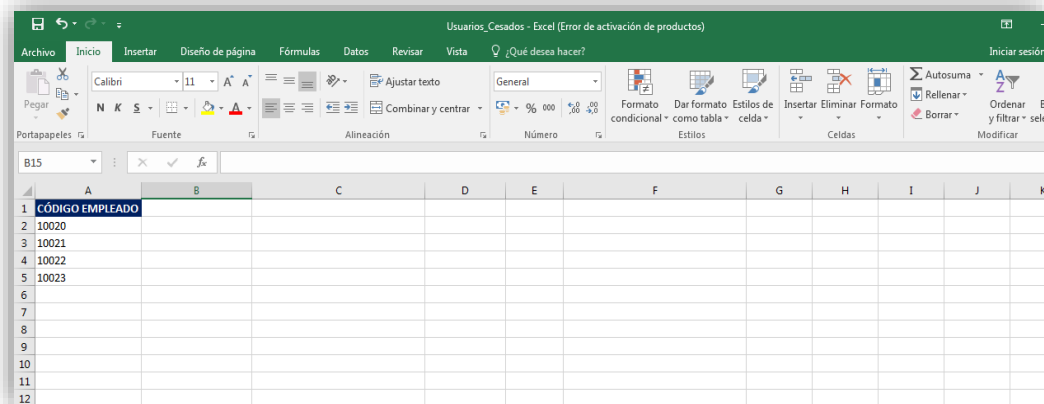 Usuarios_Cesados - Excel (Error de activación de productos)
Archivo Inicio Insertar Diseño de página Fórmulas Datos Revisar Vista ¿Qué desea hacer? Iniciar sesión
Pegar
Calibri 11
N K S
Ajustar texto
Combinar y centrar
General
% 000
Formato condicional
Dar formato como tabla
Estilos de celda
Insertar Eliminar Formato
Autosuma
Rellenar
Borrar
Ordenar y filtrar
Portapapeles Fuente Alineación Número Estilos Celdas Modificar
B15 fx
A B C D E F G H I J K
1 CÓDIGO EMPLEADO
2 10020
3 10021
4 10022
5 10023
6
7
8
9
10
11
12